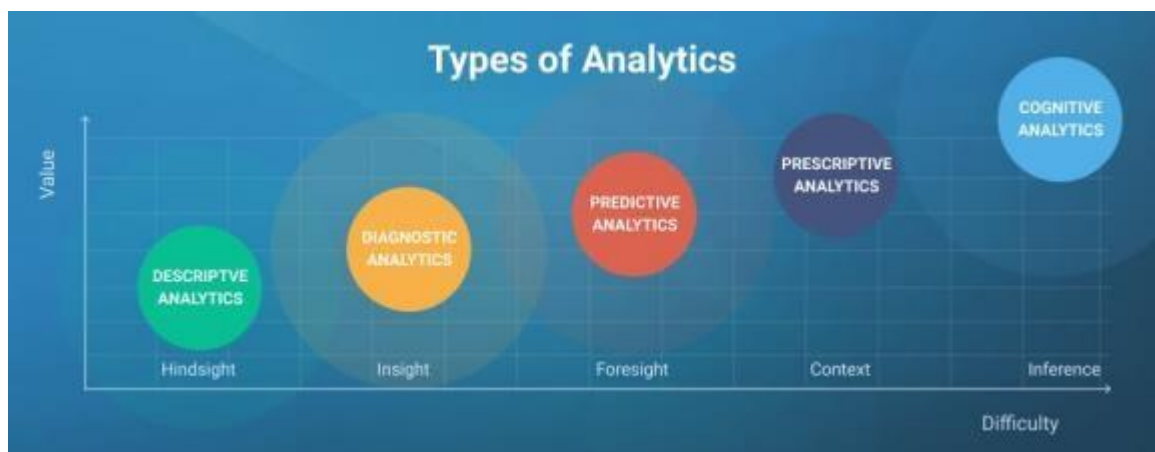 Types of Analytics
Value
COGNITIVE
ANALYTICS
PRESCRIPTIVE
ANALYTICS
PREDICTIVE
ANALYTICS
DIAGNOSTIC
ANALYTICS
DESCRIPTVE
ANALYTICS
Hindsight
Insight
Foresight
Context
Inference
Difficulty